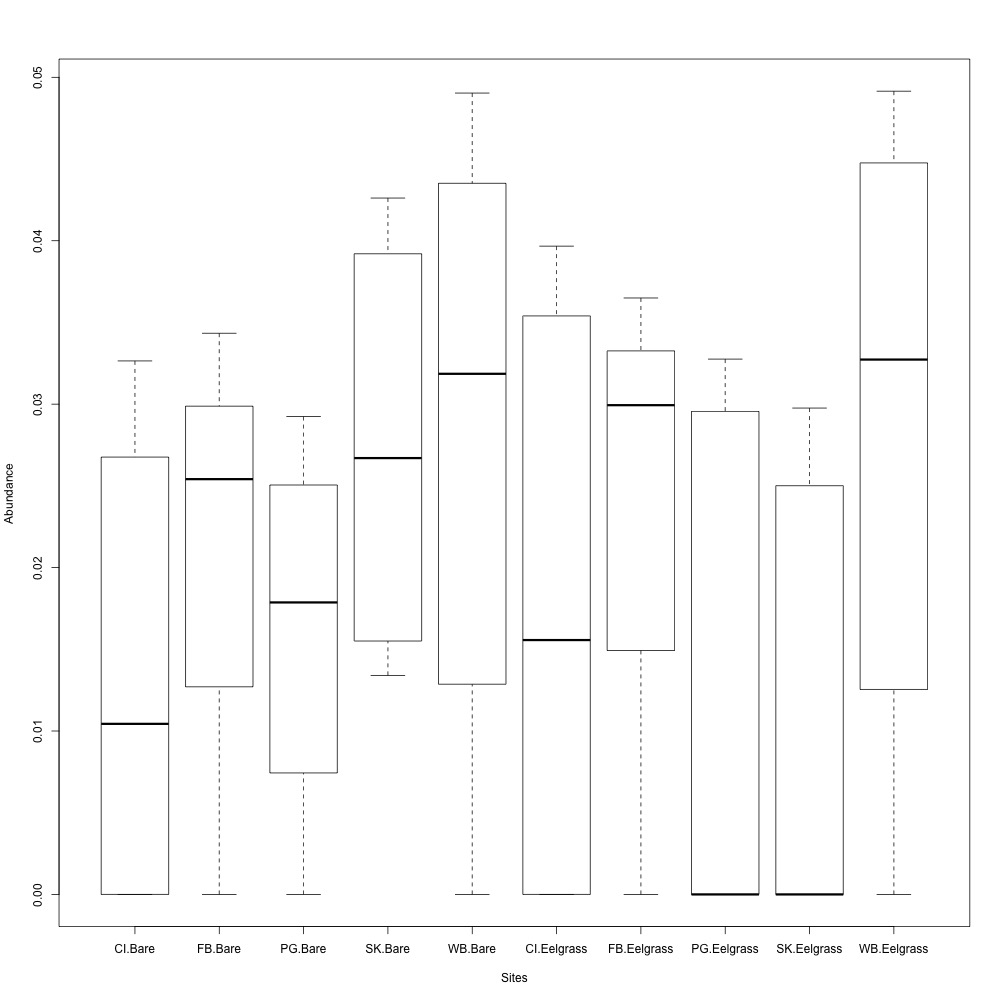 Abundance
0.05
0.04
0.03
0.02
0.01
0.00
CI.Bare FB.Bare PG.Bare SK.Bare WB.Bare CI.Eelgrass FB.Eelgrass PG.Eelgrass SK.Eelgrass WB.Eelgrass
Sites